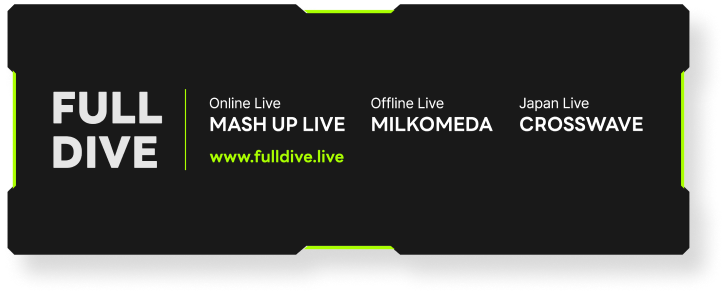 FULL
DIVE
Online Live
MASH UP LIVE
Offline Live
MILKOMEDA
Japan Live
CROSSWAVE
www.fulldive.live